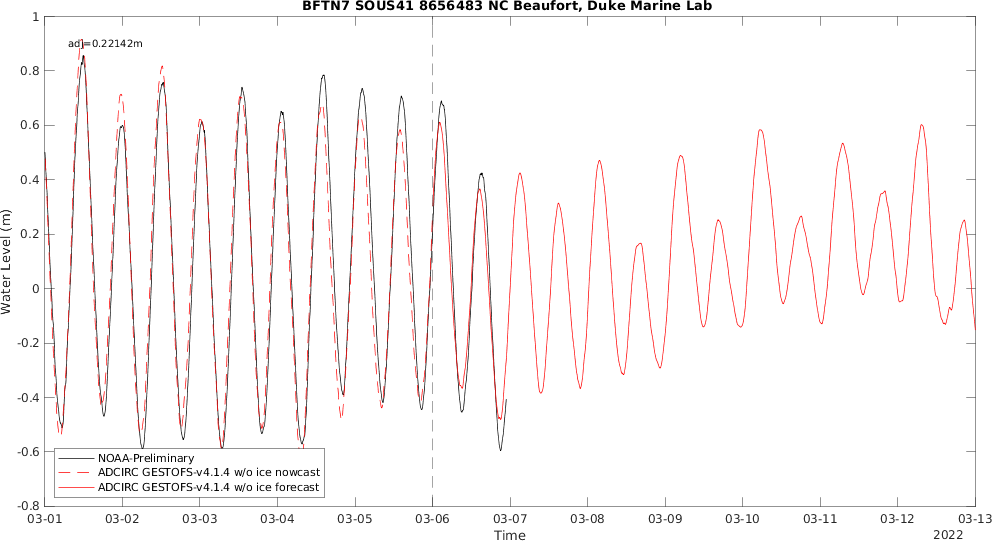 BFTN7 SOUS41 8656483 NC Beaufort, Duke Marine Lab
adj=0.22142m
Water Level (m)
1
0.8
0.6
0.4
0.2
0
-0.2
-0.4
-0.6
-0.8
NOAA-Preliminary
ADCIRC GESTOFS-v4.1.4 w/o ice nowcast
ADCIRC GESTOFS-v4.1.4 w/o ice forecast
03-01 03-02 03-03 03-04 03-05 03-06 03-07 03-08 03-09 03-10 03-11 03-12 03-13
Time
2022